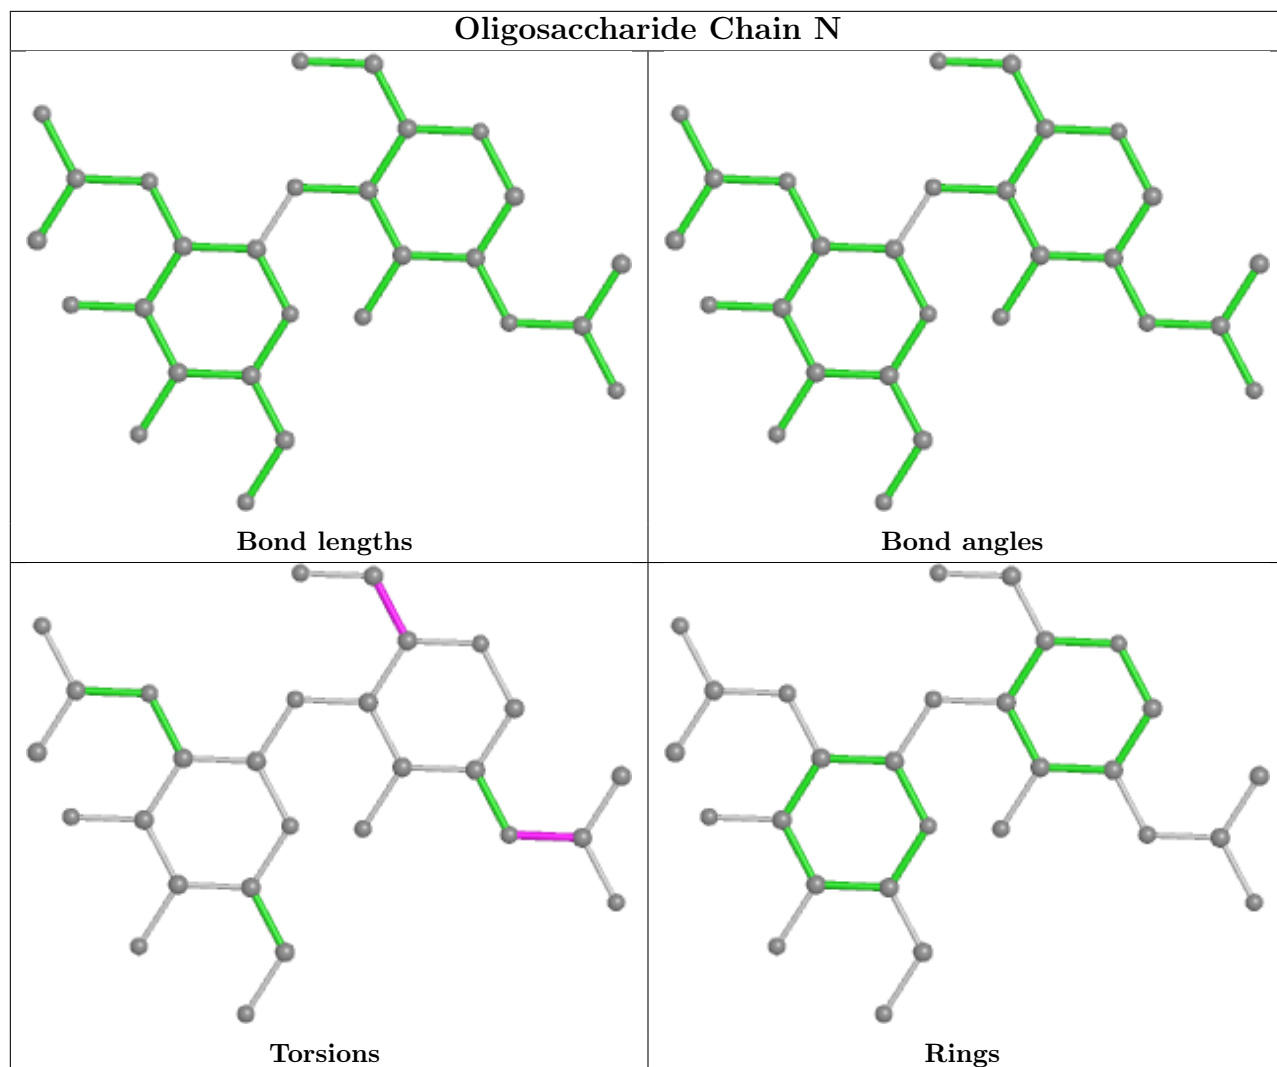 Oligosaccharide Chain N
Bond lengths
Bond angles
Torsions
Rings